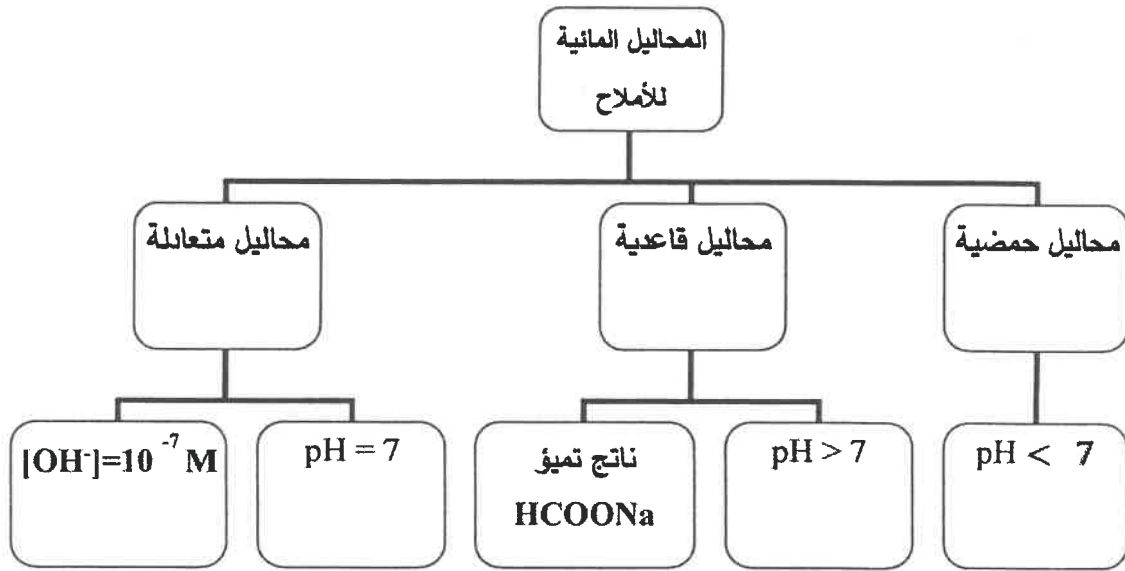 المحاليل المائية
للأملاح
محاليل حمضية
محاليل قاعدية
محاليل متعادلة
pH < 7
pH > 7
ناتج تميؤ
HCOONa
pH = 7
[OH⁻]=10⁻⁷ M